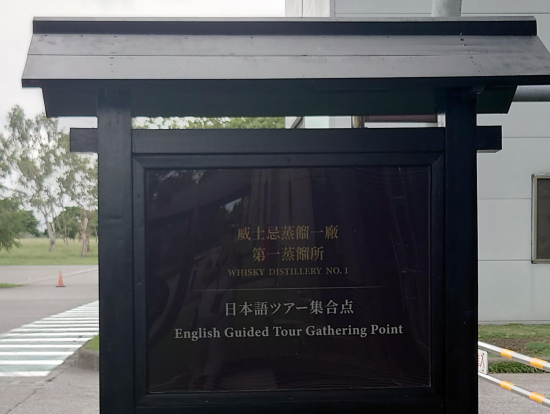 威士忌蒸餾一廠
第一蒸溜所
WHISKY DISTILLERY NO.1
日本語ツアー集合点
English Guided Tour Gathering Point